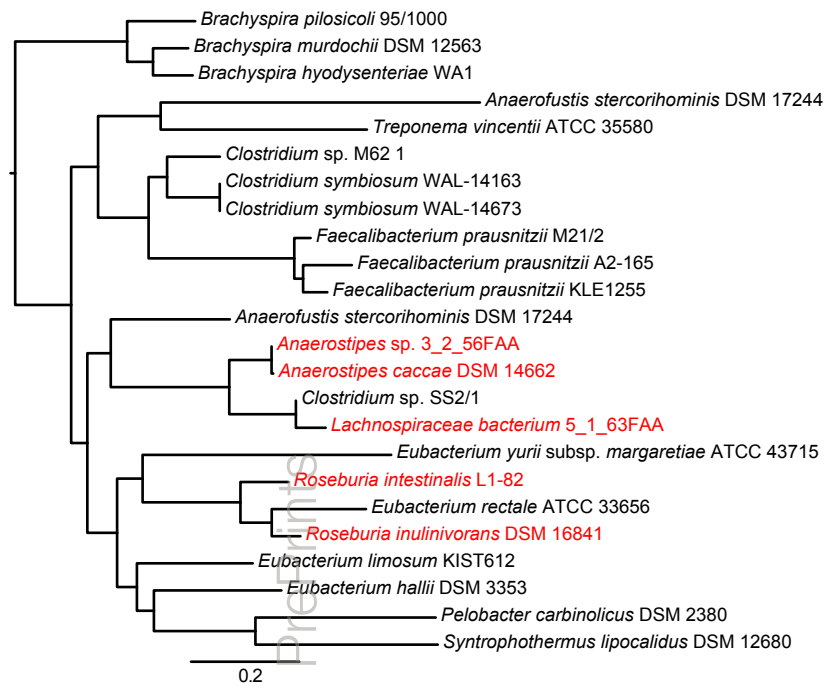 Brachyspira pilosicoli 95/1000
Brachyspira murdochii DSM 12563
Brachyspira hyodysenteriae WA1
Anaerofustis stercorihominis DSM 17244
Treponema vincentii ATCC 35580
Clostridium sp. M62 1
Clostridium symbiosum WAL-14163
Clostridium symbiosum WAL-14673
Faecalibacterium prausnitzii M21/2
Faecalibacterium prausnitzii A2-165
Faecalibacterium prausnitzii KLE1255
Anaerofustis stercorihominis DSM 17244
Anaerostipes sp. 3_2_56FAA
Anaerostipes caccae DSM 14662
Clostridium sp. SS2/1
Lachnospiraceae bacterium 5_1_63FAA
Eubacterium yurii subsp. margaretiae ATCC 43715
Roseburia intestinalis L1-82
Eubacterium rectale ATCC 33656
Roseburia inulinivorans DSM 16841
Eubacterium limosum KIST612
Eubacterium hallii DSM 3353
Pelobacter carbinolicus DSM 2380
Syntrophothermus lipocalidus DSM 12680
0.2
PrePrints